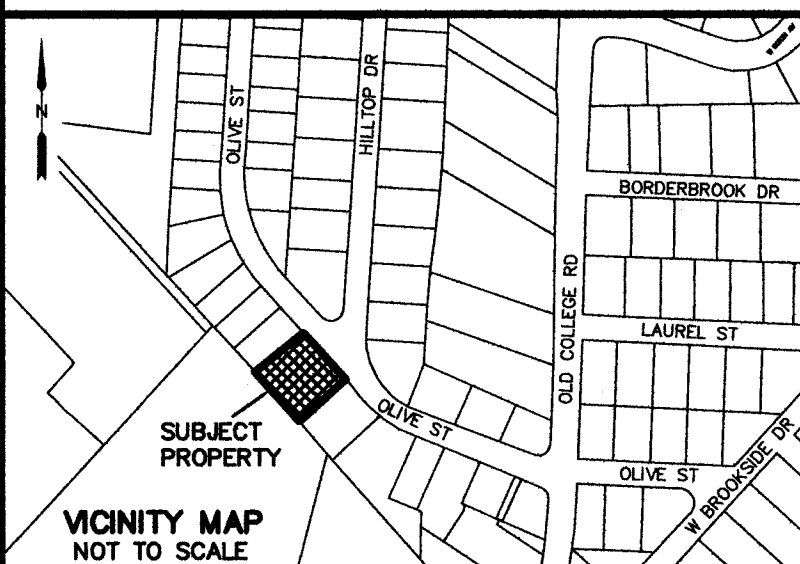 N
OLIVE ST
HILLTOP DR
BORDERBROOK DR
OLD COLLEGE RD
LAUREL ST
OLIVE ST
OLIVE ST
W BROOKSIDE DR
SUBJECT
PROPERTY
VICINITY MAP
NOT TO SCALE